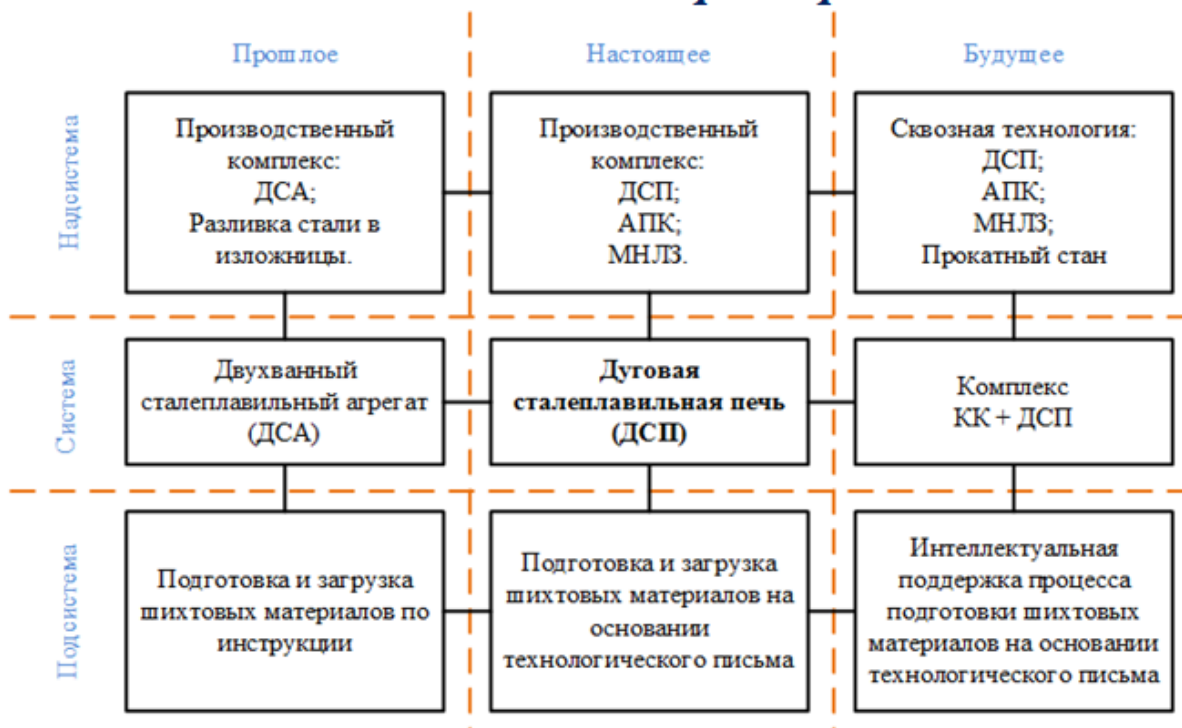 Прошлое
Настоящее
Будущее
Надсистема
Производственный
комплекс:
ДСА;
Разливка стали в
изложницы.
Производственный
комплекс:
ДСП;
АПК;
МНЛЗ.
Сквозная технология:
ДСП;
АПК;
МНЛЗ;
Прокатный стан
Система
Двухванный
сталеплавильный агрегат
(ДСА)
Дуговая
сталеплавильная печь
(ДСП)
Комплекс
КК + ДСП
Подсистема
Подготовка и загрузка
шихтовых материалов по
инструкции
Подготовка и загрузка
шихтовых материалов на
основании
технологического письма
Интеллектуальная
поддержка процесса
подготовки шихтовых
материалов на основании
технологического письма